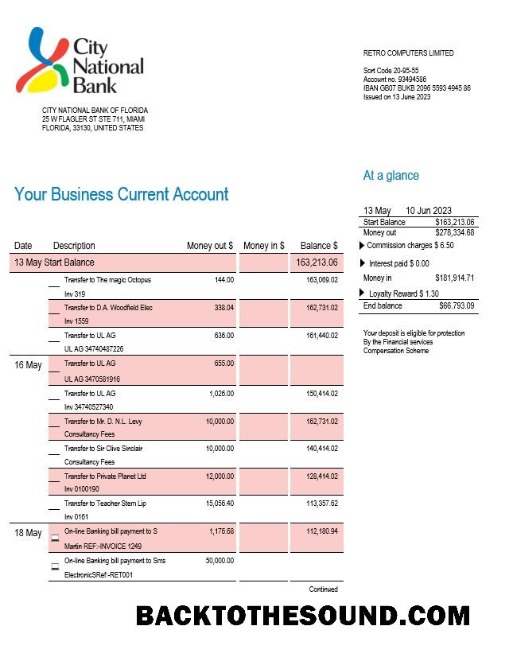 City
National
Bank
CITY NATIONAL BANK OF FLORIDA
25 W FLAGLER ST STE 711, MIAMI
FLORIDA, 33130, UNITED STATES
RETRO COMPUTERS LIMITED
Sort Code 20-95-55
Account no. 93494586
IBAN GB07 BUKB 2096 5593 4945 86
Issued on 13 June 2023
Your Business Current Account
At a glance
13 May 10 Jun 2023
Start Balance $163,213.06
Money out $278,334.68
Commission charges $ 6.50
Interest paid $ 0.00
Money in $181,914.71
Loyalty Reward $ 1.30
End balance $66.793.09
Your deposit is eligible for protection
By the Financial services
Compensation Scheme
Date Description Money out $ Money in $ Balance $
13 May Start Balance 163,213.06
Transfer to The magic Octopus 144.00 163,069.02
Inv 319
Transfer to D.A. Woodfield Elec 338.04 162,731.02
Inv 1559
Transfer to UL AG 636.00 161,440.02
UL AG 34740487226
16 May Transfer to UL AG 655.00
UL AG 3470581916
Transfer to UL AG 1,026.00 150,414.02
Inv 34740527340
Transfer to Mr. D. N.L. Levy 10,000.00 162,731.02
Consultancy Fees
Transfer to Sir Clive Sinclair 10,000.00 140,414.02
Consultancy Fees
Transfer to Private Planet Ltd 12,000.00 128,414.02
Inv 0100190
Transfer to Teacher Stern Lip 15,056.40 113,357.62
Inv 0161
18 May On-line Banking bill payment to S 1,176.68 112,180.94
Martin REF:-INVOICE 1249
On-line Banking bill payment to Sms 50,000.00
ElectronicSRef:-RET001
Continued
BACKTOTHESOUND.COM